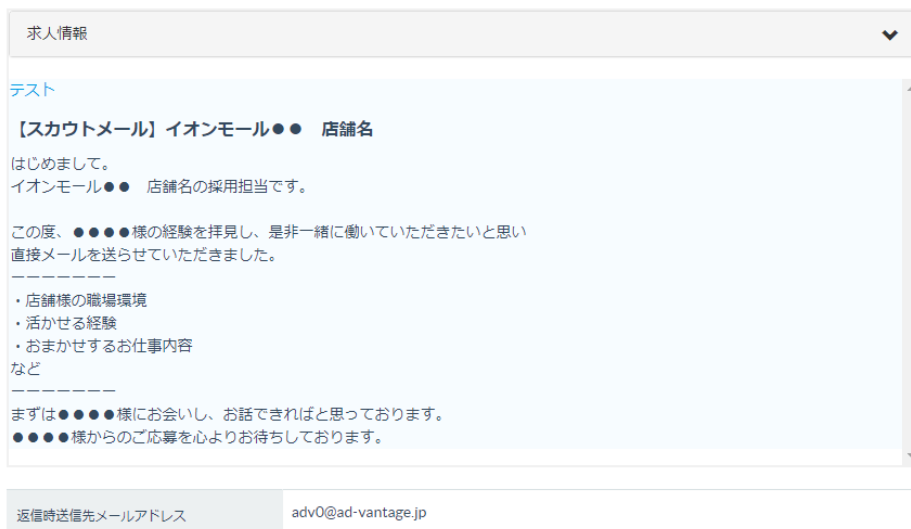 求人情報
テスト
【スカウトメール】イオンモール●●　店舗名
はじめまして。
イオンモール●●　店舗名の採用担当です。
この度、●●●●様の経験を拝見し、是非一緒に働いていただきたいと思い
直接メールを送らせていただきました。
ーーーーーーー
・店舗様の職場環境
・活かせる経験
・おまかせするお仕事内容
など
ーーーーーーー
まずは●●●●様にお会いし、お話できればと思っております。
●●●●様からのご応募を心よりお待ちしております。
返信時送信先メールアドレス　adv0@ad-vantage.jp